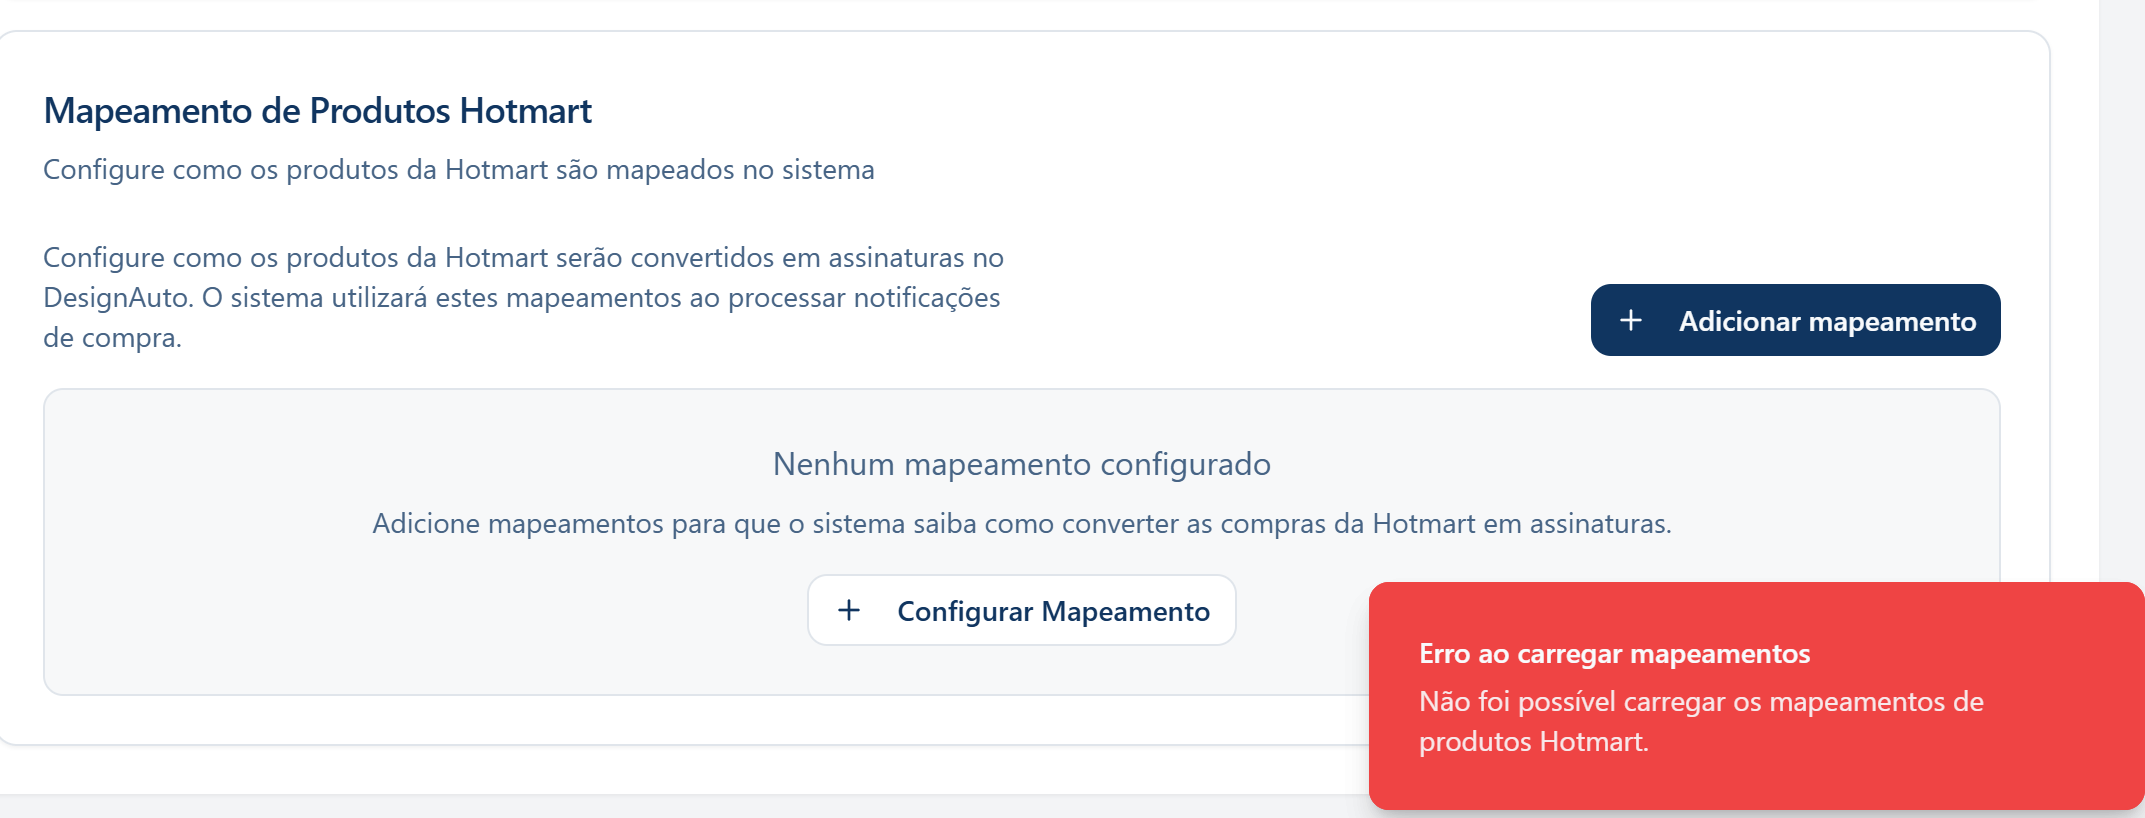 Mapeamento de Produtos Hotmart
Configure como os produtos da Hotmart são mapeados no sistema
Configure como os produtos da Hotmart serão convertidos em assinaturas no
DesignAuto. O sistema utilizará estes mapeamentos ao processar notificações
de compra.
Adicionar mapeamento
Nenhum mapeamento configurado
Adicione mapeamentos para que o sistema saiba como converter as compras da Hotmart em assinaturas.
Configurar Mapeamento
Erro ao carregar mapeamentos
Não foi possível carregar os mapeamentos de
produtos Hotmart.